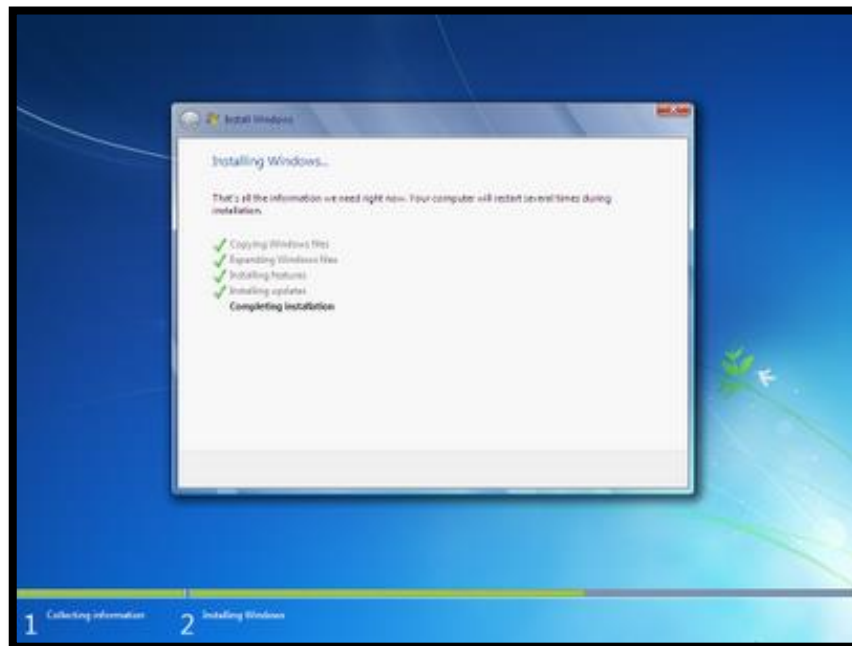 Install Windows
Installing Windows...
That's all the information we need right now. Your computer will restart several times during
installation.
Copying Windows files
Expanding Windows files
Installing features
Installing updates
Completing installation
1 Collecting information
2 Installing Windows